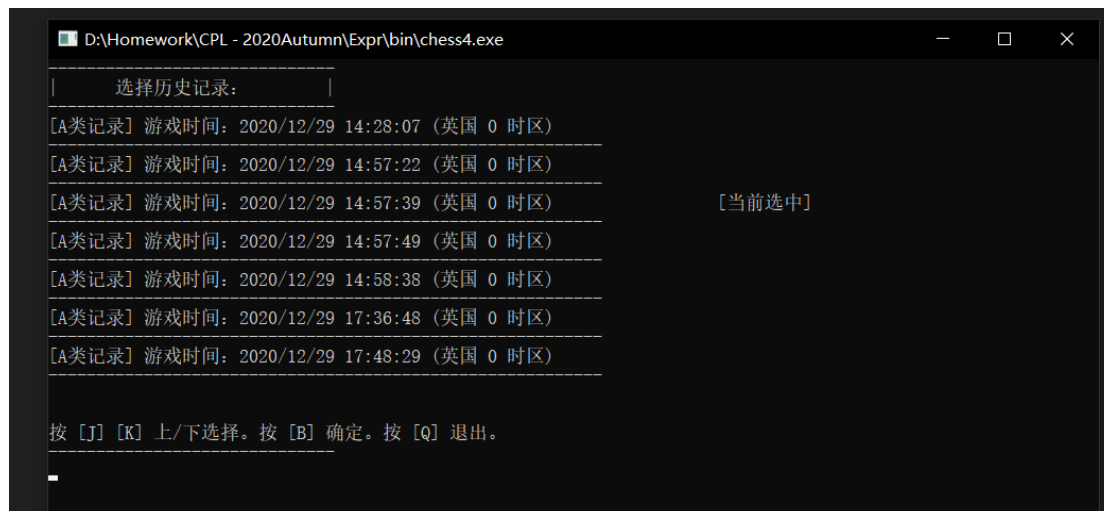 D:\Homework\CPL - 2020Autumn\Expr\bin\chess4.exe
------------------------------
|      选择历史记录：         |
------------------------------
[A类记录] 游戏时间：2020/12/29 14:28:07 (英国 0 时区)
----------------------------------------------------------
[A类记录] 游戏时间：2020/12/29 14:57:22 (英国 0 时区)
----------------------------------------------------------
[A类记录] 游戏时间：2020/12/29 14:57:39 (英国 0 时区) [当前选中]
----------------------------------------------------------
[A类记录] 游戏时间：2020/12/29 14:57:49 (英国 0 时区)
----------------------------------------------------------
[A类记录] 游戏时间：2020/12/29 14:58:38 (英国 0 时区)
----------------------------------------------------------
[A类记录] 游戏时间：2020/12/29 17:36:48 (英国 0 时区)
----------------------------------------------------------
[A类记录] 游戏时间：2020/12/29 17:48:29 (英国 0 时区)
----------------------------------------------------------
按 [J] [K] 上/下选择。按 [B] 确定。按 [Q] 退出。
------------------------------